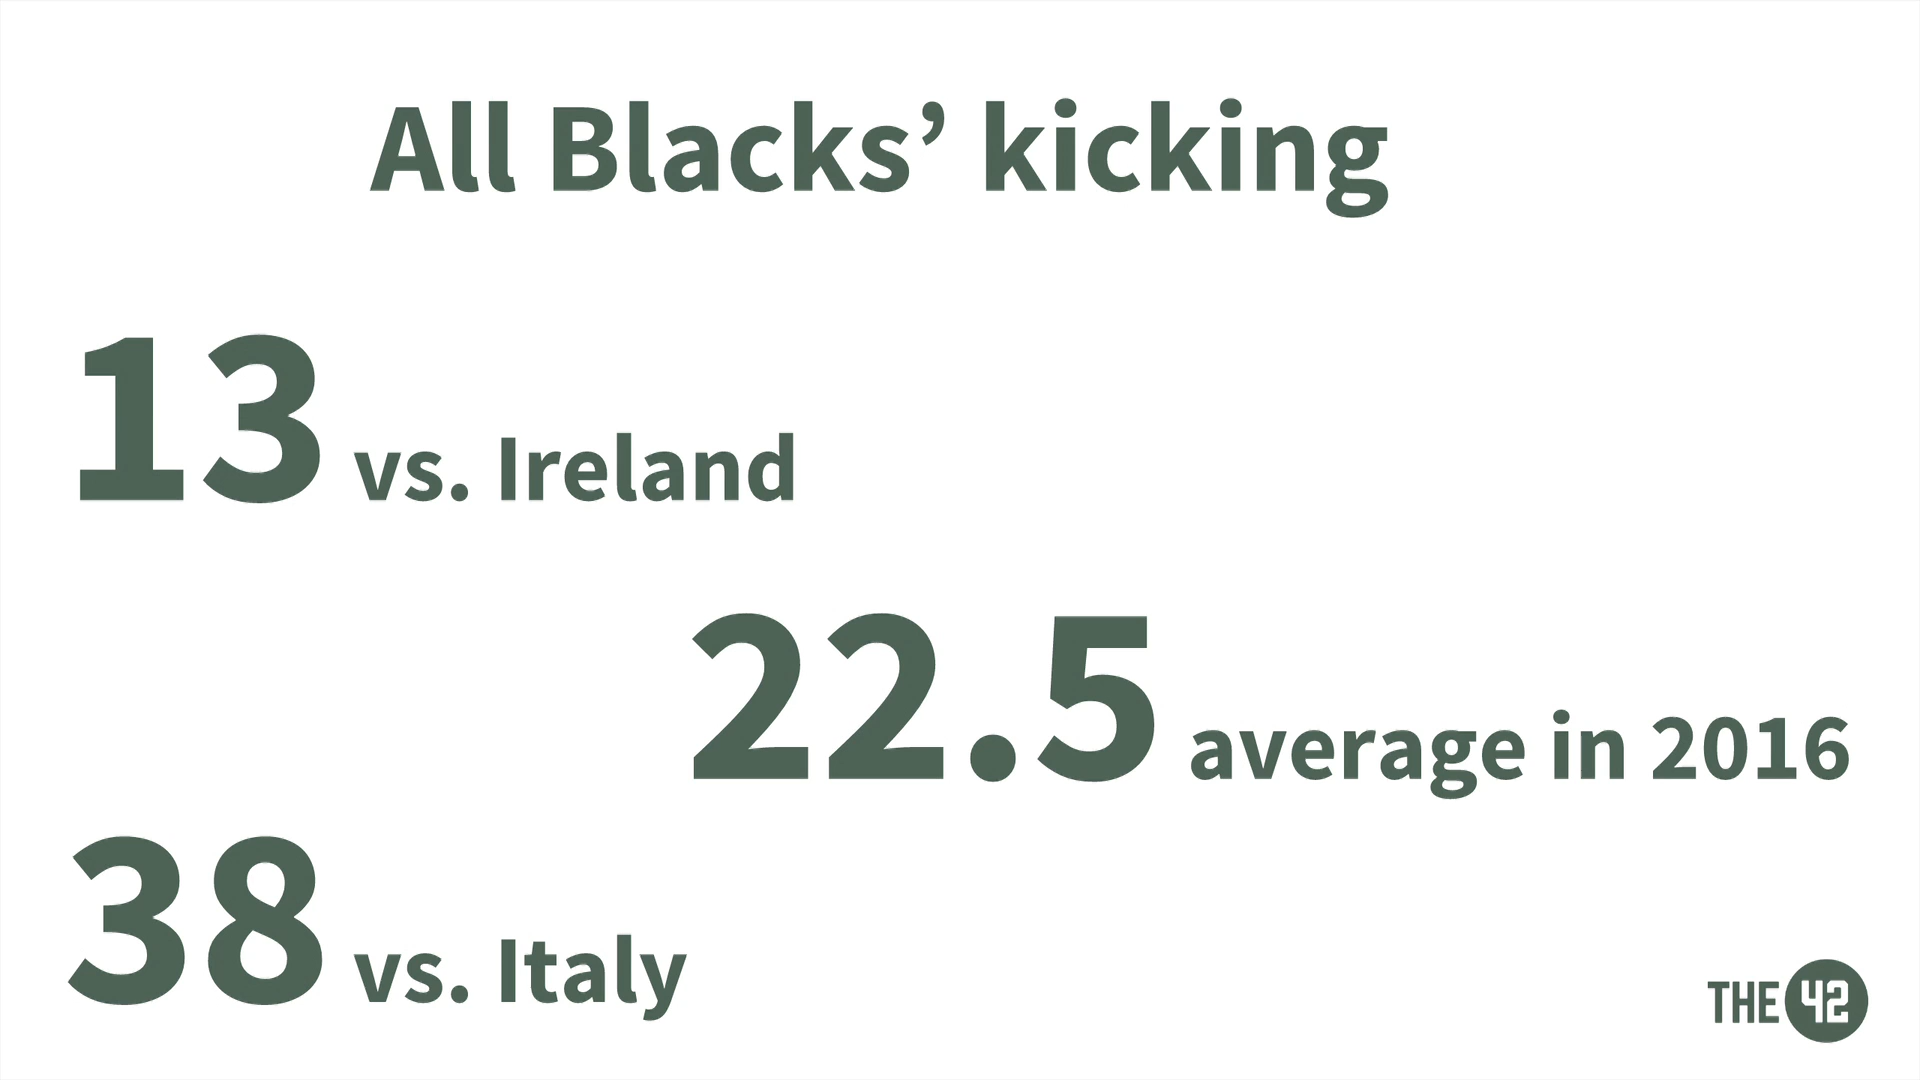 All Blacks’ kicking
13 vs. Ireland
22.5 average in 2016
38 vs. Italy
THE 42